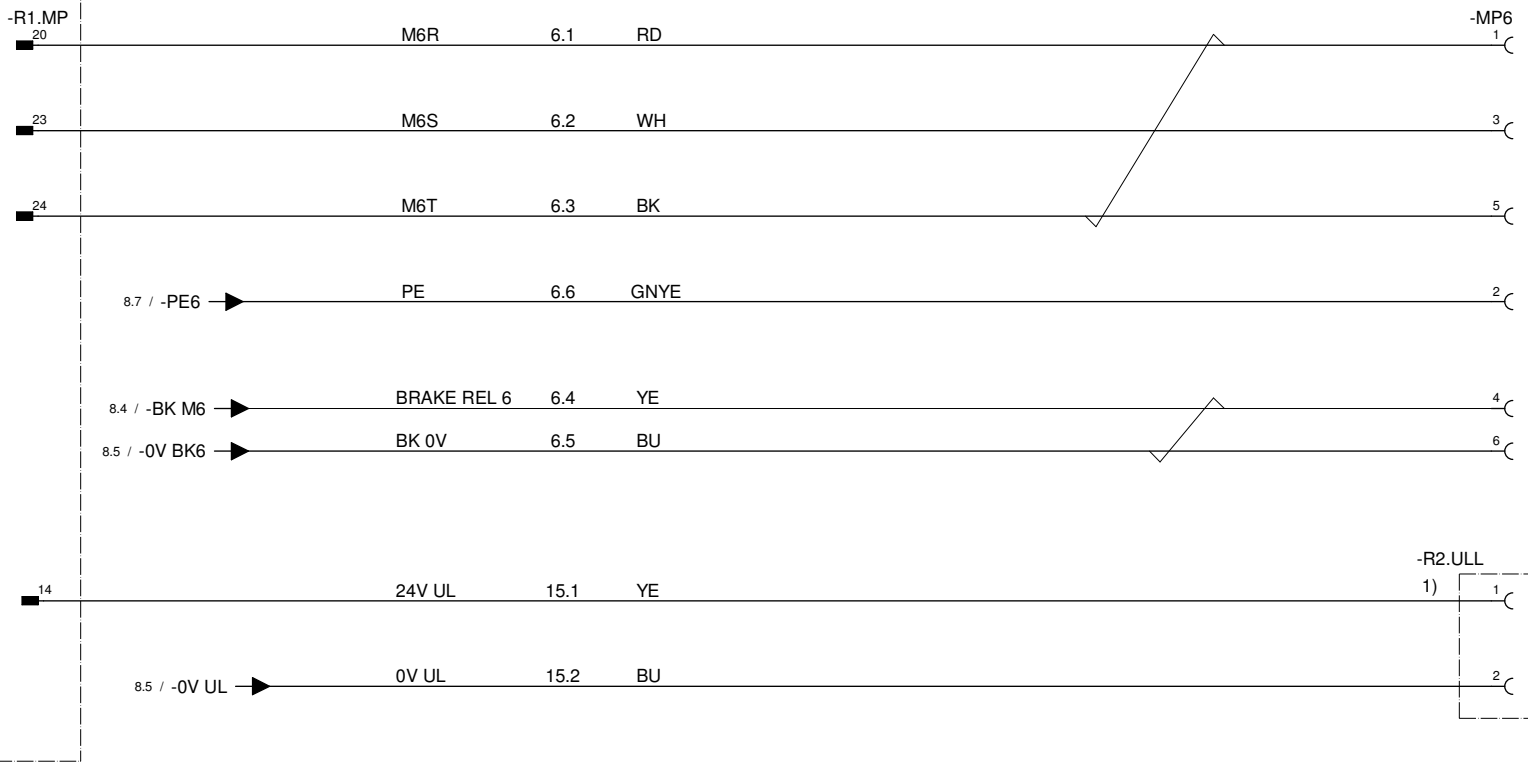 -R1.MP -MP6
20 M6R 6.1 RD 1
23 M6S 6.2 WH 3
24 M6T 6.3 BK 5
8.7 / -PE6 PE 6.6 GNYE 2
8.4 / -BK M6 BRAKE REL 6 6.4 YE 4
8.5 / -0V BK6 BK 0V 6.5 BU 6
-R2.ULL
1)
14 24V UL 15.1 YE 1
8.5 / -0V UL 0V UL 15.2 BU 2